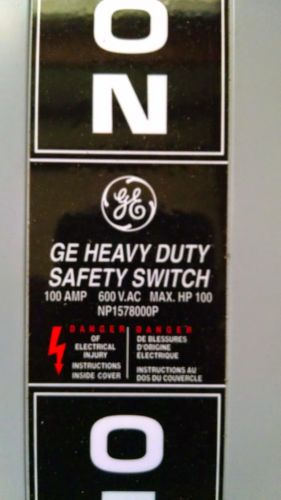 O
N
GE
GE HEAVY DUTY
SAFETY SWITCH
100 AMP 600 V.AC MAX. HP 100
NP1578000P
DANGER
OF
ELECTRICAL
INJURY
INSTRUCTIONS
INSIDE COVER
DANGER
DE BLESSURES
D'ORIGINE
ELECTRIQUE
INSTRUCTIONS AU
DOS DU COUVERCLE
O